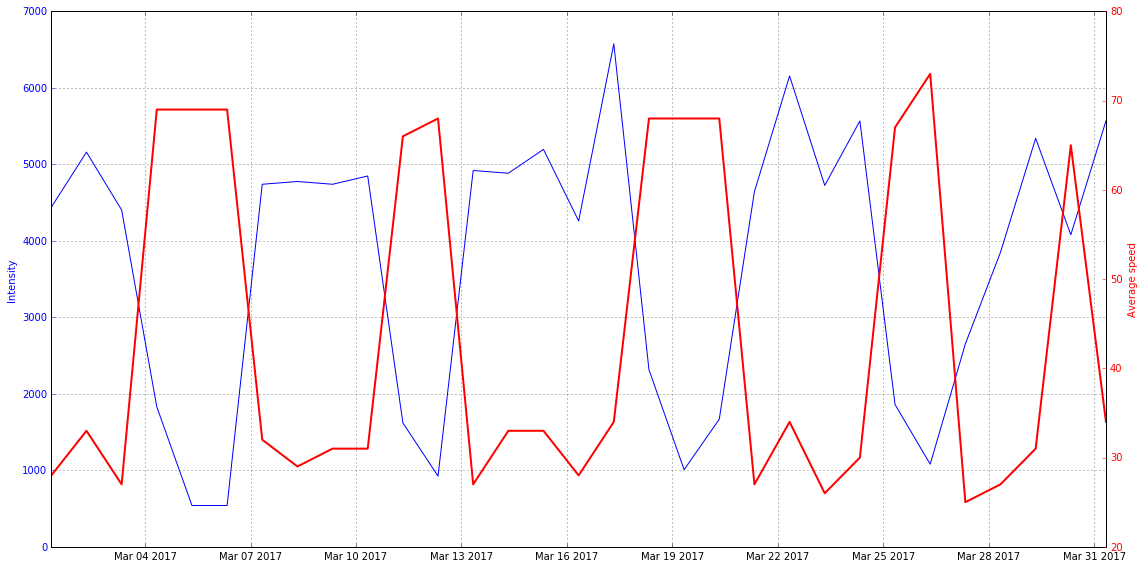 7000
6000
5000
4000
3000
2000
1000
0
Intensity
80
70
60
50
40
30
20
Average speed
Mar 04 2017
Mar 07 2017
Mar 10 2017
Mar 13 2017
Mar 16 2017
Mar 19 2017
Mar 22 2017
Mar 25 2017
Mar 28 2017
Mar 31 2017